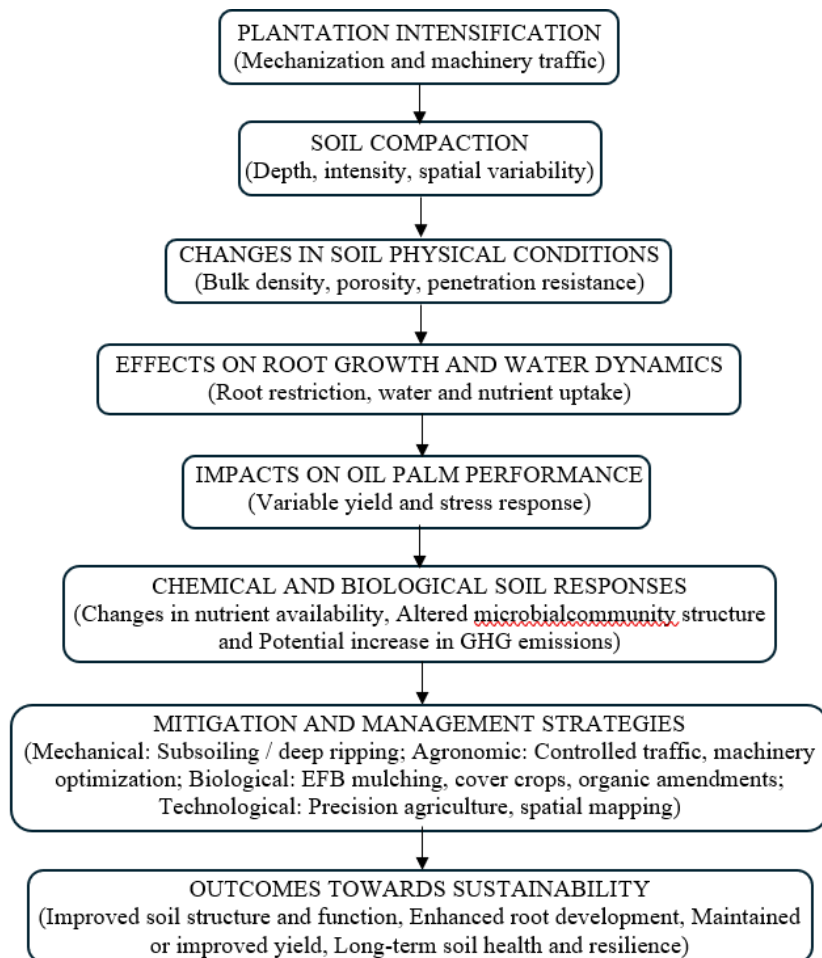 PLANTATION INTENSIFICATION
(Mechanization and machinery traffic)
SOIL COMPACTION
(Depth, intensity, spatial variability)
CHANGES IN SOIL PHYSICAL CONDITIONS
(Bulk density, porosity, penetration resistance)
EFFECTS ON ROOT GROWTH AND WATER DYNAMICS
(Root restriction, water and nutrient uptake)
IMPACTS ON OIL PALM PERFORMANCE
(Variable yield and stress response)
CHEMICAL AND BIOLOGICAL SOIL RESPONSES
(Changes in nutrient availability, Altered microbialcommunity structure
and Potential increase in GHG emissions)
MITIGATION AND MANAGEMENT STRATEGIES
(Mechanical: Subsoiling / deep ripping; Agronomic: Controlled traffic, machinery
optimization; Biological: EFB mulching, cover crops, organic amendments;
Technological: Precision agriculture, spatial mapping)
OUTCOMES TOWARDS SUSTAINABILITY
(Improved soil structure and function, Enhanced root development, Maintained
or improved yield, Long-term soil health and resilience)